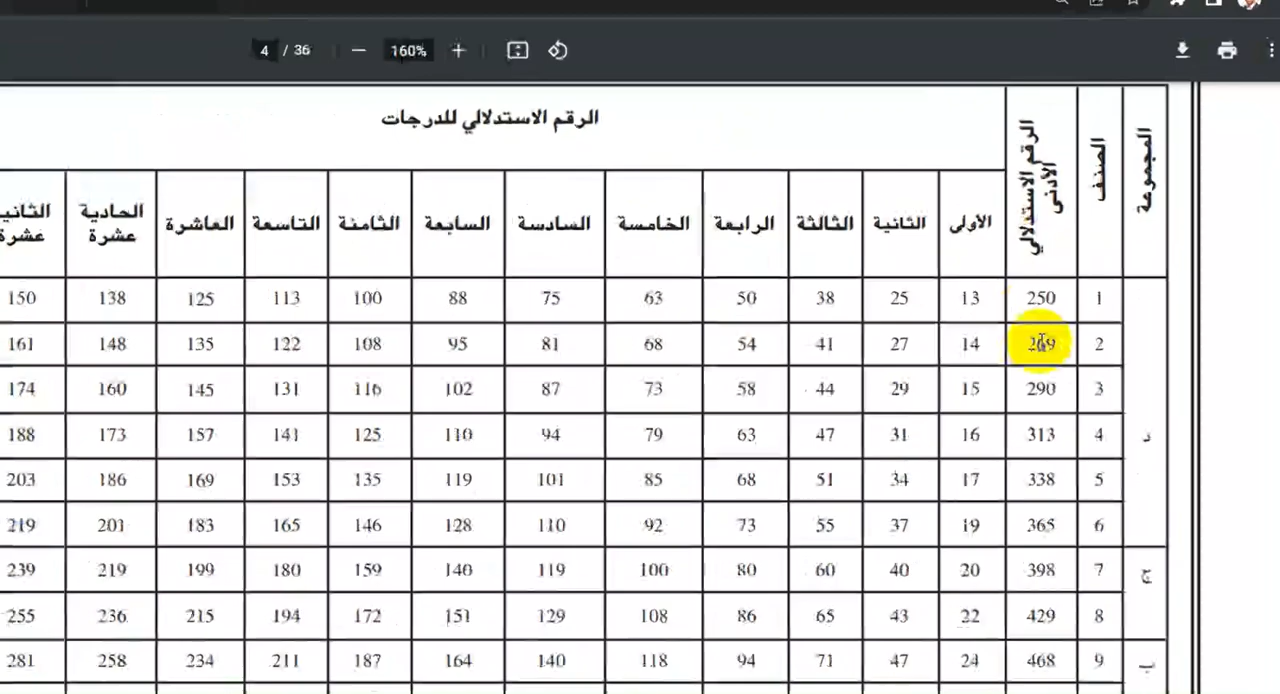 4 / 36 160%
المجموعة الصنف الرقم الاستدلالي الأدنى الرقم الاستدلالي للدرجات
الأولى الثانية الثالثة الرابعة الخامسة السادسة السابعة الثامنة التاسعة العاشرة الحادية عشرة الثانية عشرة
د 1 250 13 25 38 50 63 75 88 100 113 125 138 150
2 269 14 27 41 54 68 81 95 108 122 135 148 161
3 290 15 29 44 58 73 87 102 116 131 145 160 174
4 313 16 31 47 63 79 94 110 125 141 157 173 188
5 338 17 34 51 68 85 101 119 135 153 169 186 203
6 365 19 37 55 73 92 110 128 146 165 183 201 219
ج 7 398 20 40 60 80 100 119 140 159 180 199 219 239
8 429 22 43 65 86 108 129 151 172 194 215 236 255
ب 9 468 24 47 71 94 118 140 164 187 211 234 258 281